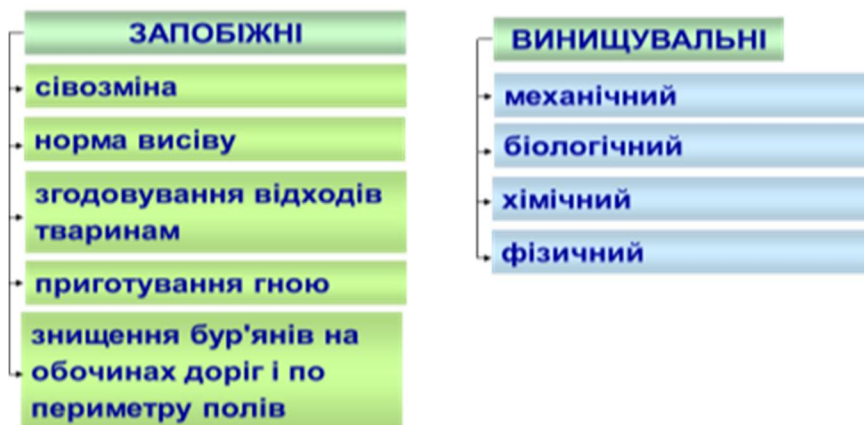 ЗАПОБІЖНІ
сівозміна
норма висіву
згодовування відходів
тваринам
приготування гною
знищення бур'янів на
обочинах доріг і по
периметру полів
ВИНИЩУВАЛЬНІ
механічний
біологічний
хімічний
фізичний